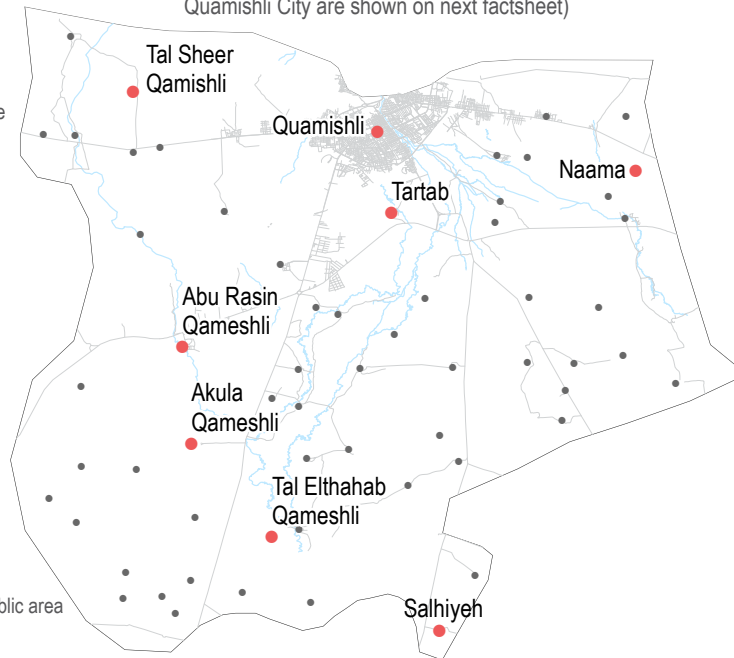 Quamishli City are shown on next factsheet)
Tal Sheer
Qamishli
Quamishli
Naama
Tartab
Abu Rasin
Qameshli
Akula
Qameshli
Tal Elthahab
Qameshli
blic area
Salhiyeh